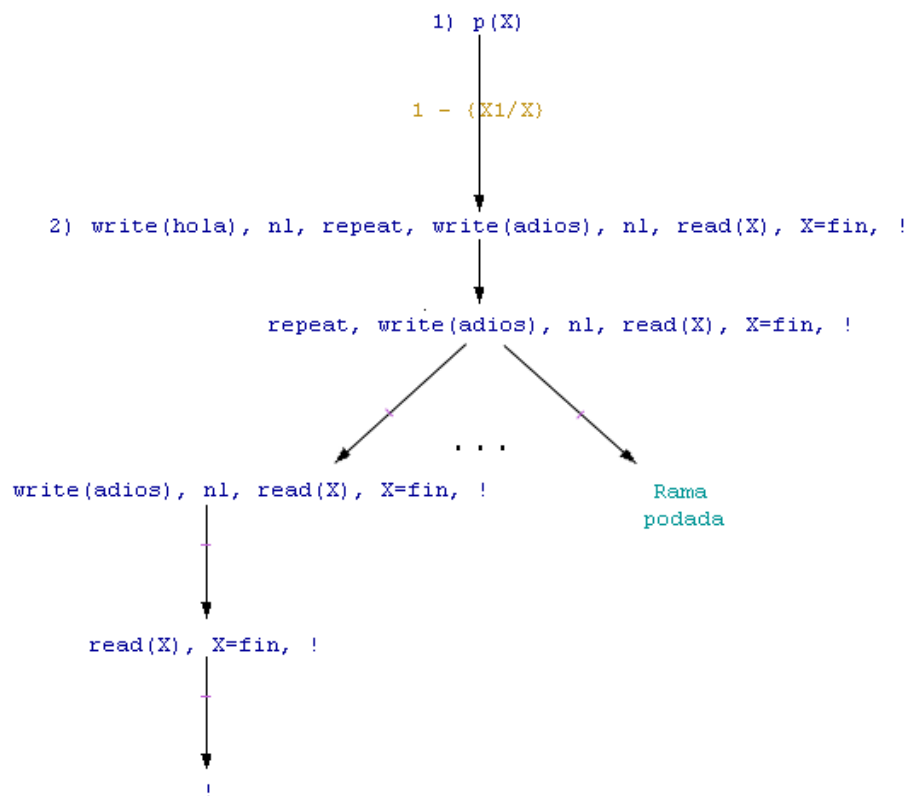 1) p(X)
1 - {X1/X}
2) write(hola), nl, repeat, write(adios), nl, read(X), X=fin, !
repeat, write(adios), nl, read(X), X=fin, !
...
write(adios), nl, read(X), X=fin, !
Rama
podada
read(X), X=fin, !
!